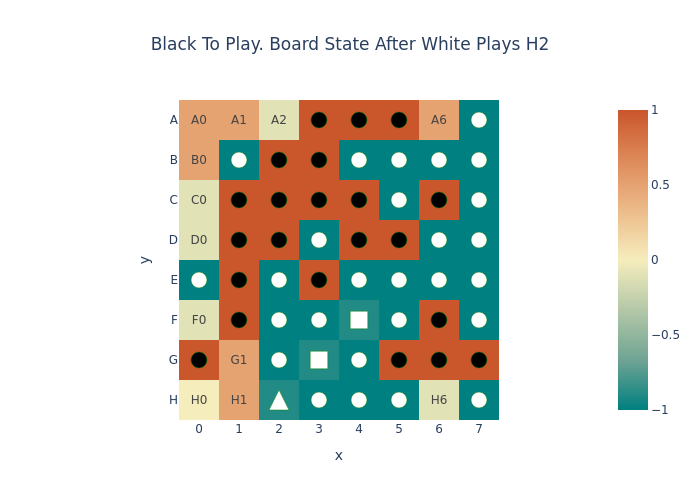 Black To Play. Board State After White Plays H2
A A0 A1 A2 A6
B B0
C C0
D D0
E
F F0
G G1
H H0 H1 H6
0 1 2 3 4 5 6 7
x
y
1
0.5
0
−0.5
−1